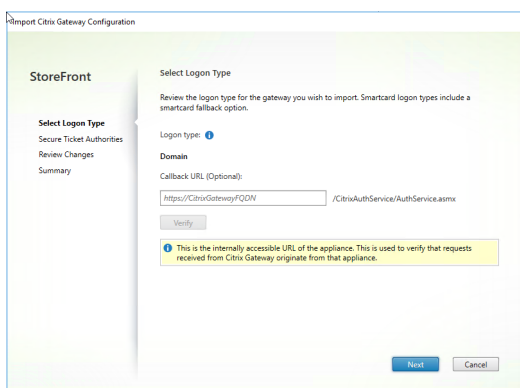 Import Citrix Gateway Configuration
StoreFront
Select Logon Type
Secure Ticket Authorities
Review Changes
Summary
Select Logon Type
Review the logon type for the gateway you wish to import. Smartcard logon types include a
smartcard fallback option.
Logon type:
Domain
Callback URL (Optional):
https://CitrixGatewayFQDN /CitrixAuthService/AuthService.asmx
Verify
This is the internally accessible URL of the appliance. This is used to verify that requests
received from Citrix Gateway originate from that appliance.
Next Cancel